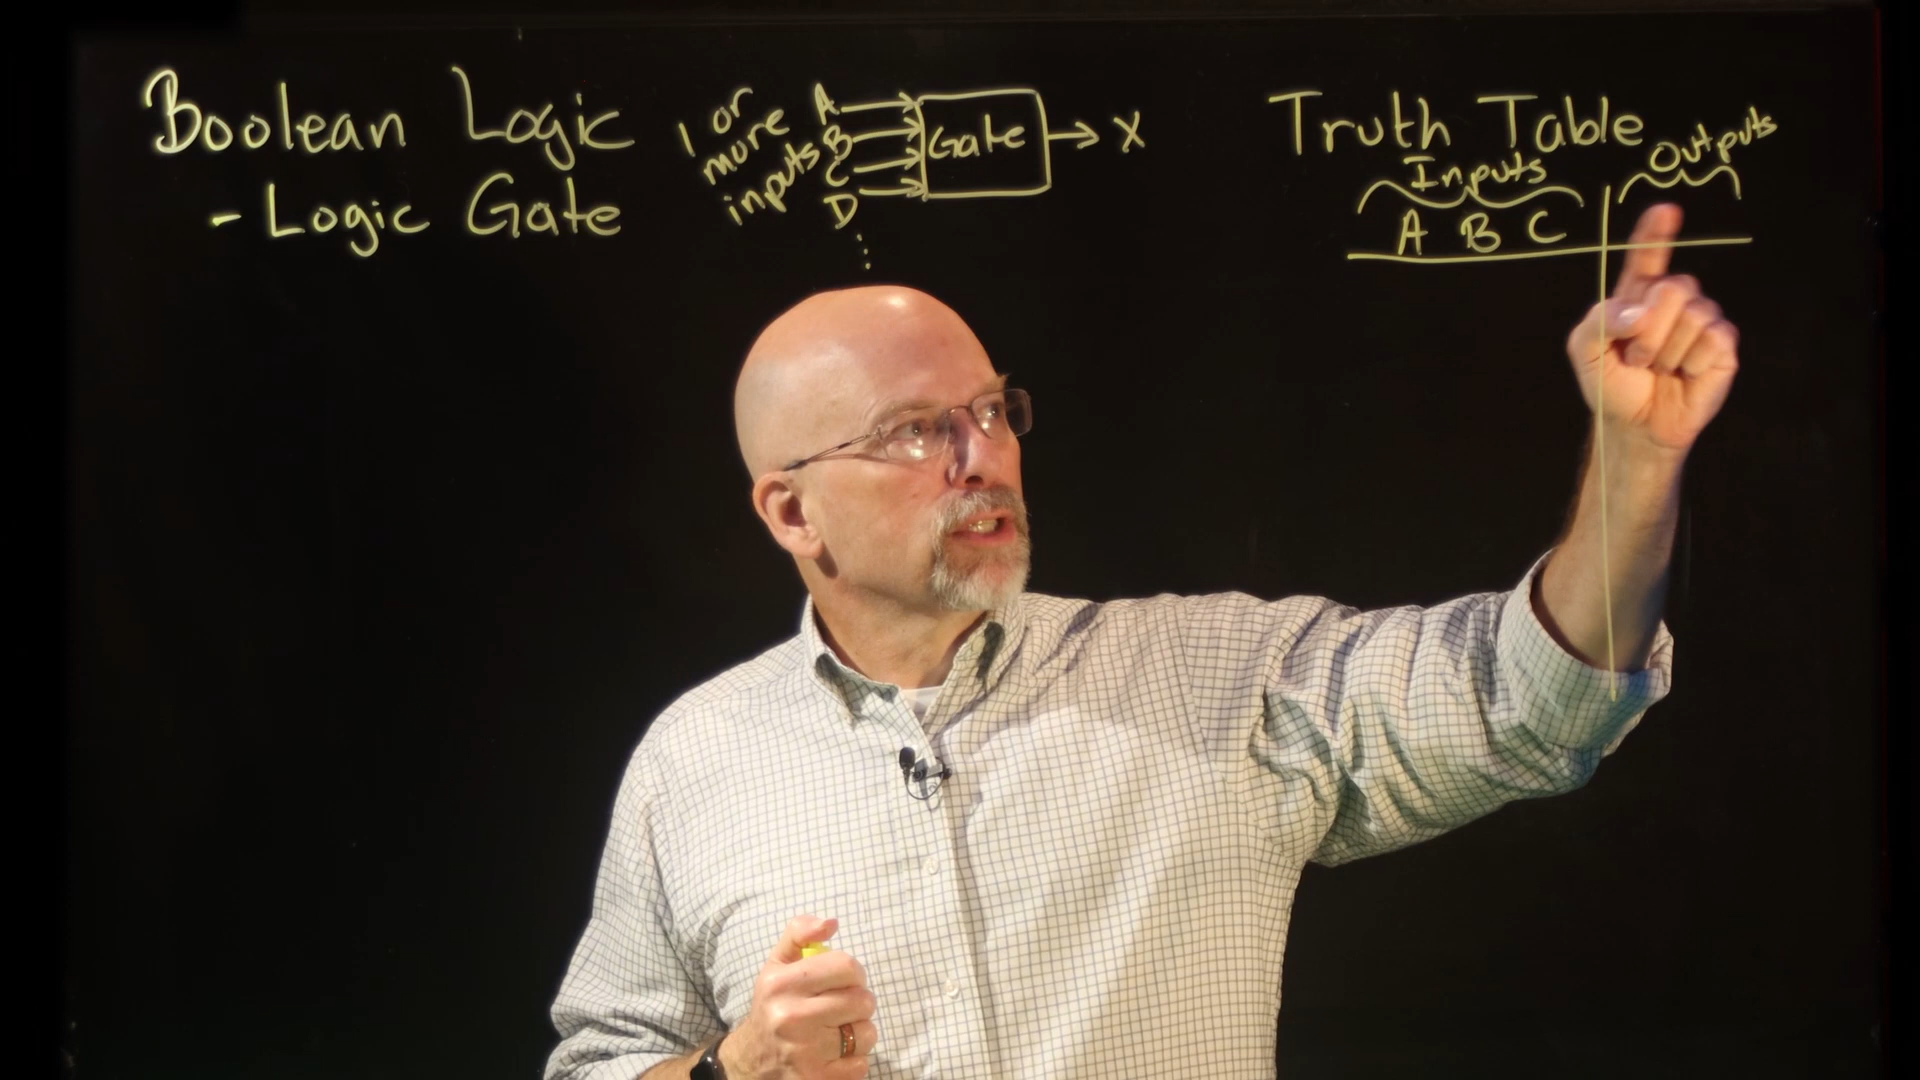 Boolean Logic
- Logic Gate
1 or
more
inputs
A
B
C
D
⋮
Gate → X
Truth Table
Inputs
Outputs
A B C